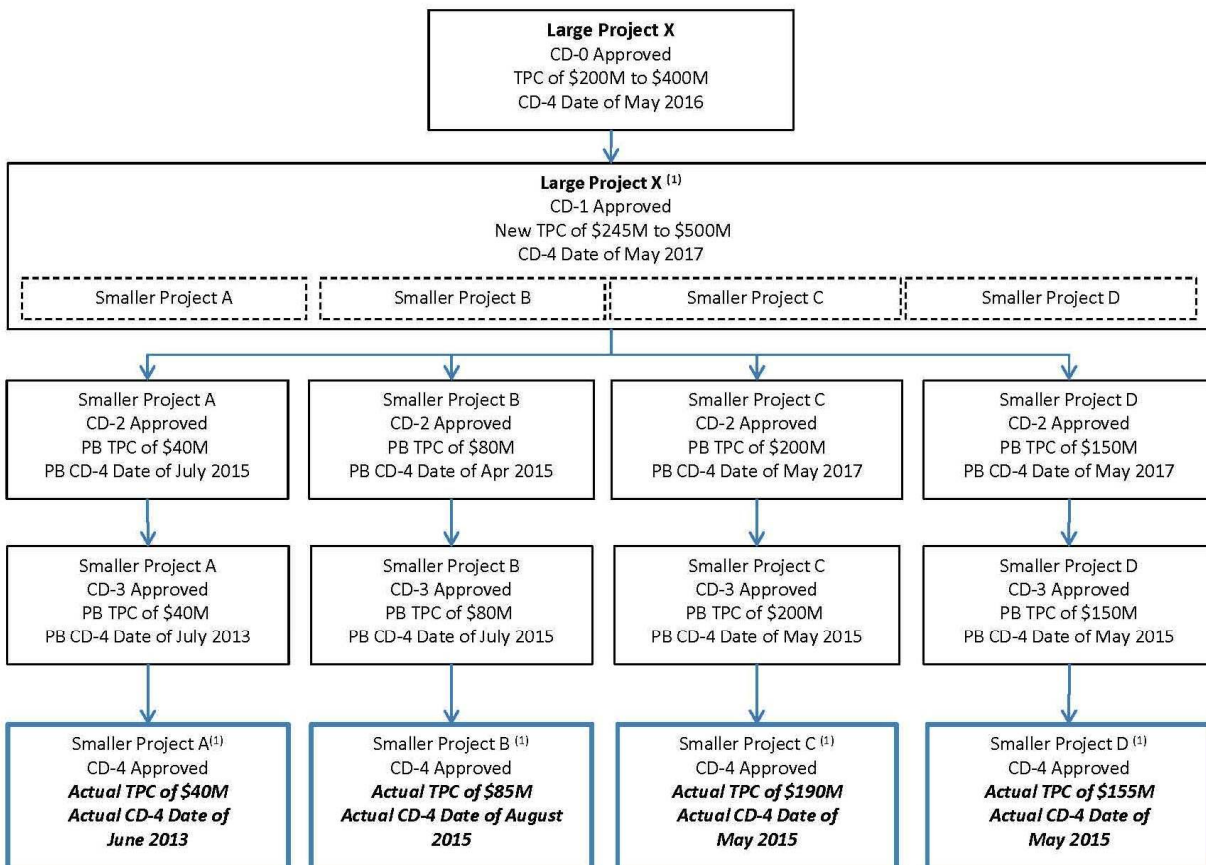 Large Project X
CD-0 Approved
TPC of $200M to $400M
CD-4 Date of May 2016
Large Project X (1)
CD-1 Approved
New TPC of $245M to $500M
CD-4 Date of May 2017
Smaller Project A
Smaller Project B
Smaller Project C
Smaller Project D
Smaller Project A
CD-2 Approved
PB TPC of $40M
PB CD-4 Date of July 2015
Smaller Project B
CD-2 Approved
PB TPC of $80M
PB CD-4 Date of Apr 2015
Smaller Project C
CD-2 Approved
PB TPC of $200M
PB CD-4 Date of May 2017
Smaller Project D
CD-2 Approved
PB TPC of $150M
PB CD-4 Date of May 2017
Smaller Project A
CD-3 Approved
PB TPC of $40M
PB CD-4 Date of July 2013
Smaller Project B
CD-3 Approved
PB TPC of $80M
PB CD-4 Date of July 2015
Smaller Project C
CD-3 Approved
PB TPC of $200M
PB CD-4 Date of May 2015
Smaller Project D
CD-3 Approved
PB TPC of $150M
PB CD-4 Date of May 2015
Smaller Project A(1)
CD-4 Approved
Actual TPC of $40M
Actual CD-4 Date of
June 2013
Smaller Project B (1)
CD-4 Approved
Actual TPC of $85M
Actual CD-4 Date of August
2015
Smaller Project C (1)
CD-4 Approved
Actual TPC of $190M
Actual CD-4 Date of
May 2015
Smaller Project D (1)
CD-4 Approved
Actual TPC of $155M
Actual CD-4 Date of
May 2015